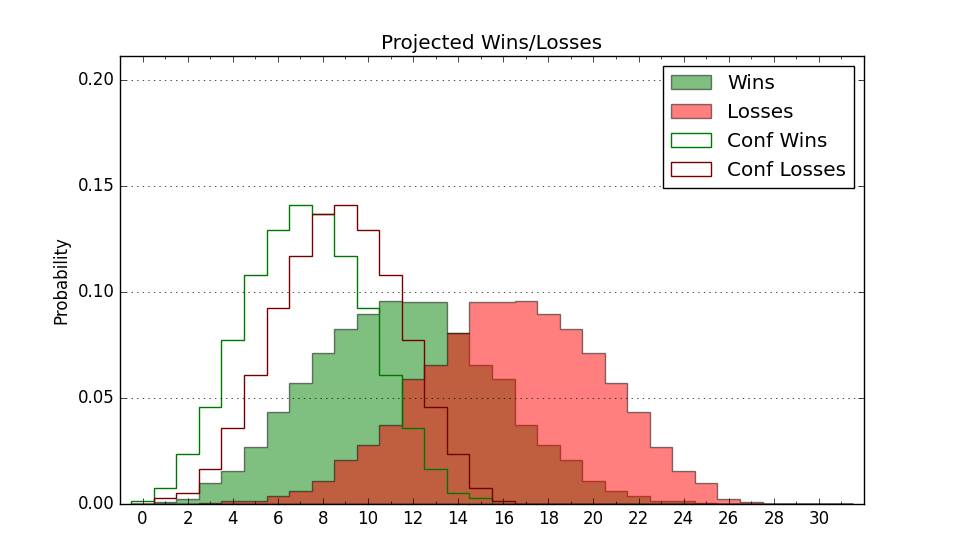 Projected Wins/Losses
0.20
0.15
0.10
0.05
0.00
Probability
Wins
Losses
Conf Wins
Conf Losses
0 2 4 6 8 10 12 14 16 18 20 22 24 26 28 30